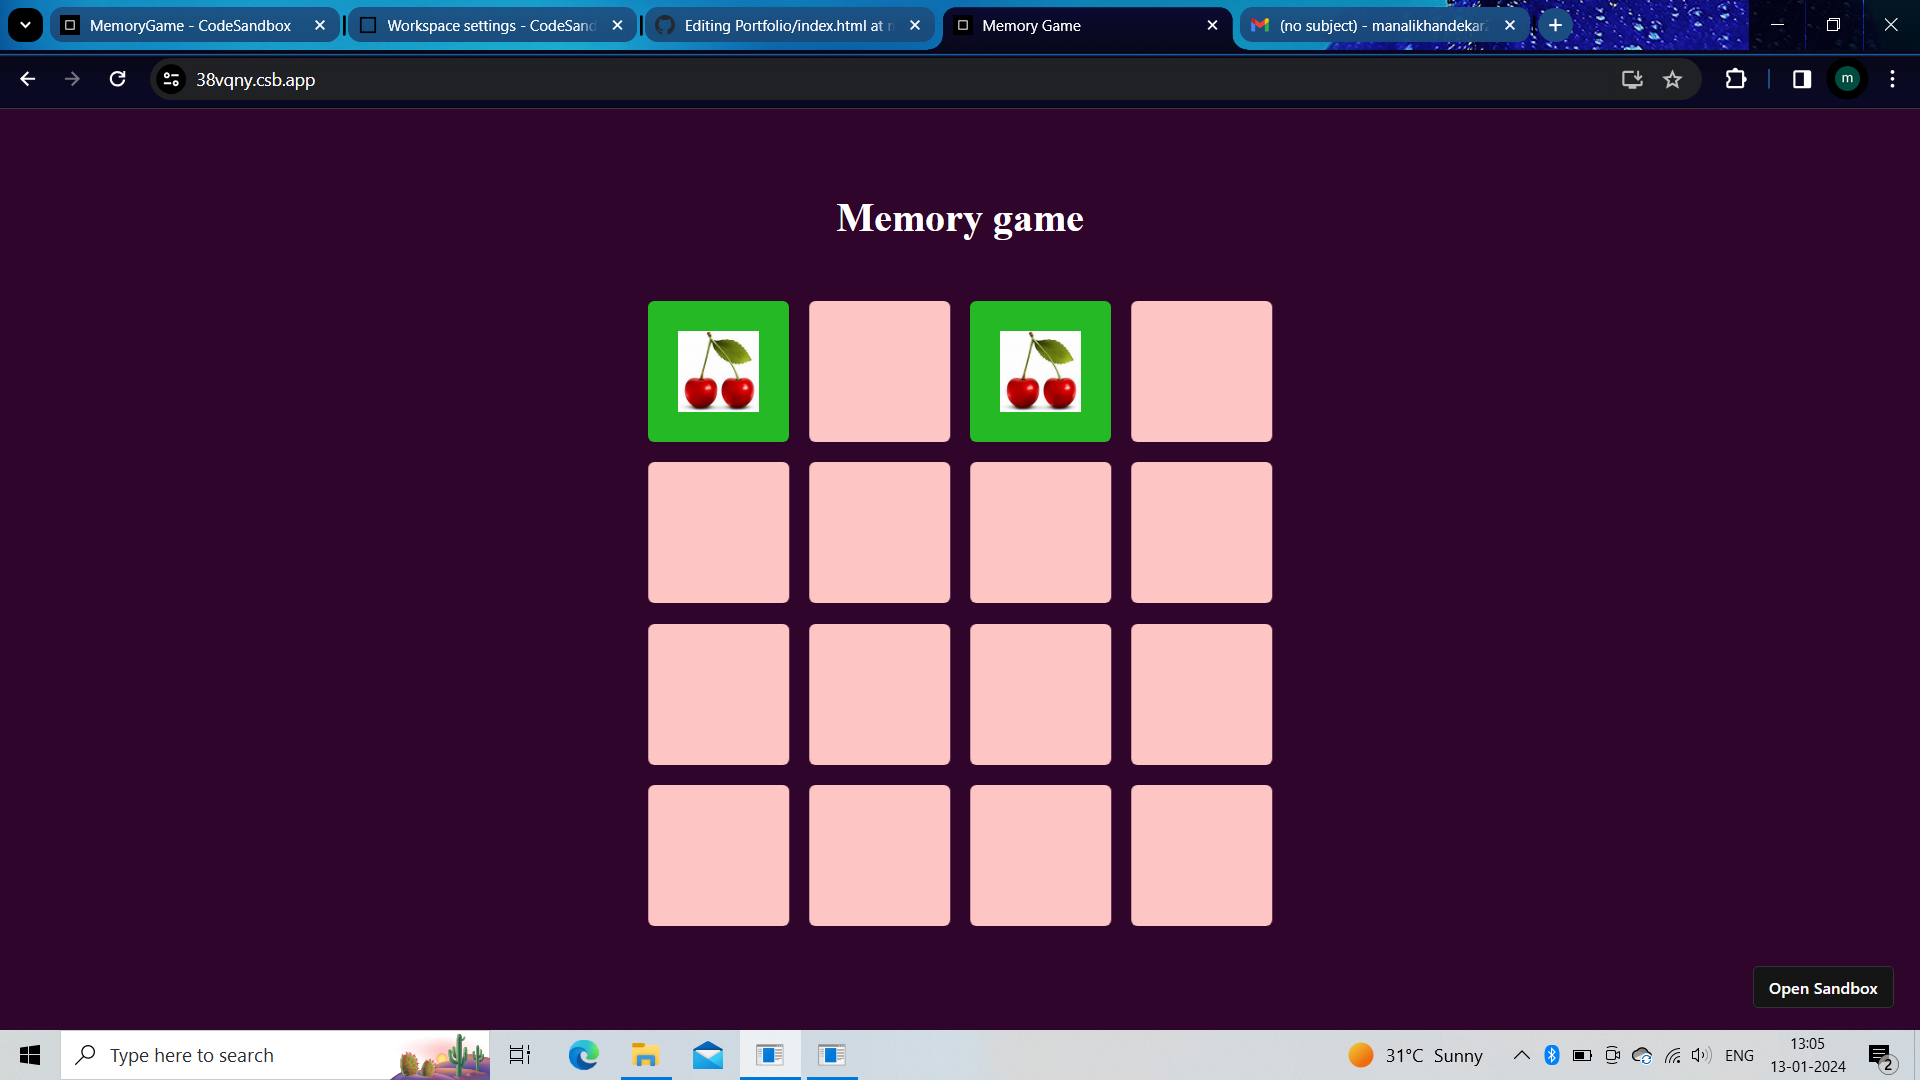 MemoryGame - CodeSandbox
Workspace settings - CodeSand
Editing Portfolio/index.html at
Memory Game
(no subject) - manalikhandekar
38vqny.csb.app
m
Memory game
Open Sandbox
Type here to search
31°C Sunny
ENG
13:05
13-01-2024
2